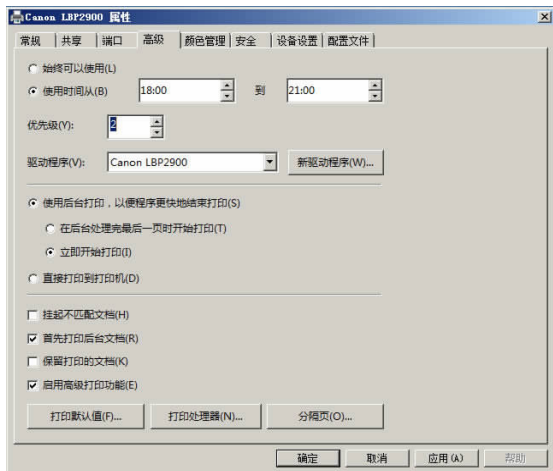 Canon LBP2900 属性
常规 共享 端口 高级 颜色管理 安全 设备设置 配置文件
始终可以使用(L)
使用时间从(B) 18:00 到 21:00
优先级(Y): 2
驱动程序(V): Canon LBP2900 新驱动程序(W)...
使用后台打印，以便程序更快地结束打印(S)
在后台处理完最后一页时开始打印(T)
立即开始打印(I)
直接打印到打印机(D)
挂起不匹配文档(H)
首先打印后台文档(R)
保留打印的文档(K)
启用高级打印功能(E)
打印默认值(F)... 打印处理器(N)... 分隔页(O)...
确定 取消 应用(A) 帮助